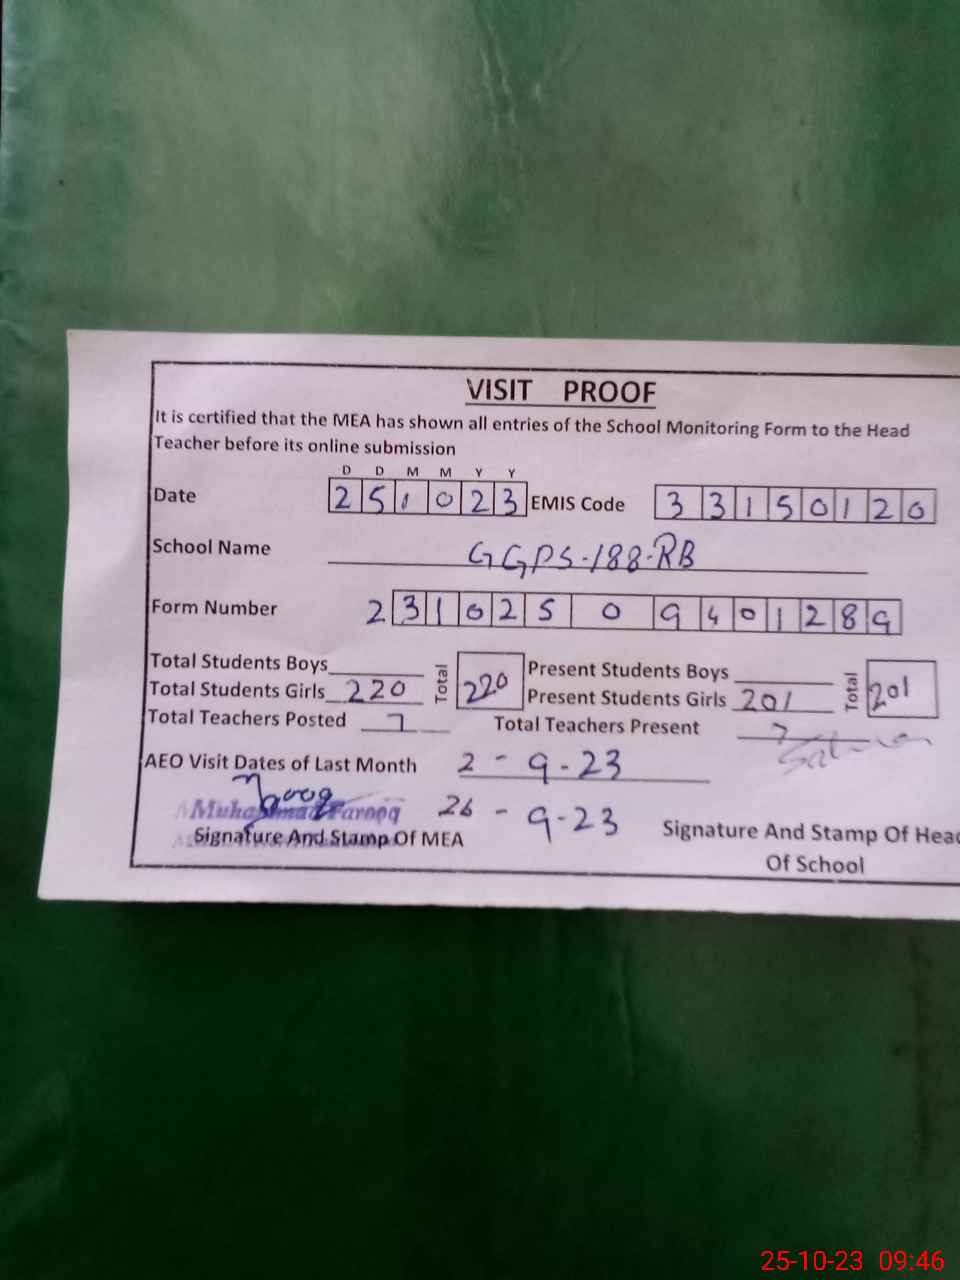 VISIT PROOF
It is certified that the MEA has shown all entries of the School Monitoring Form to the Head
Teacher before its online submission
D D M M Y Y
Date 2 5 1 0 2 3 EMIS Code 3 3 1 5 0 1 2 0
School Name GGPS-188-RB
Form Number 2 3 1 0 2 5 0 9 4 0 1 2 8 9
Total Students Boys Total 220 Present Students Boys Total 201
Total Students Girls 220 Present Students Girls 201
Total Teachers Posted 7 Total Teachers Present 7
AEO Visit Dates of Last Month 2 - 9 - 23
Muhammad Farooq 26 - 9 - 23
Signature And Stamp Of MEA Signature And Stamp Of Head
Of School
25-10-23 09:46